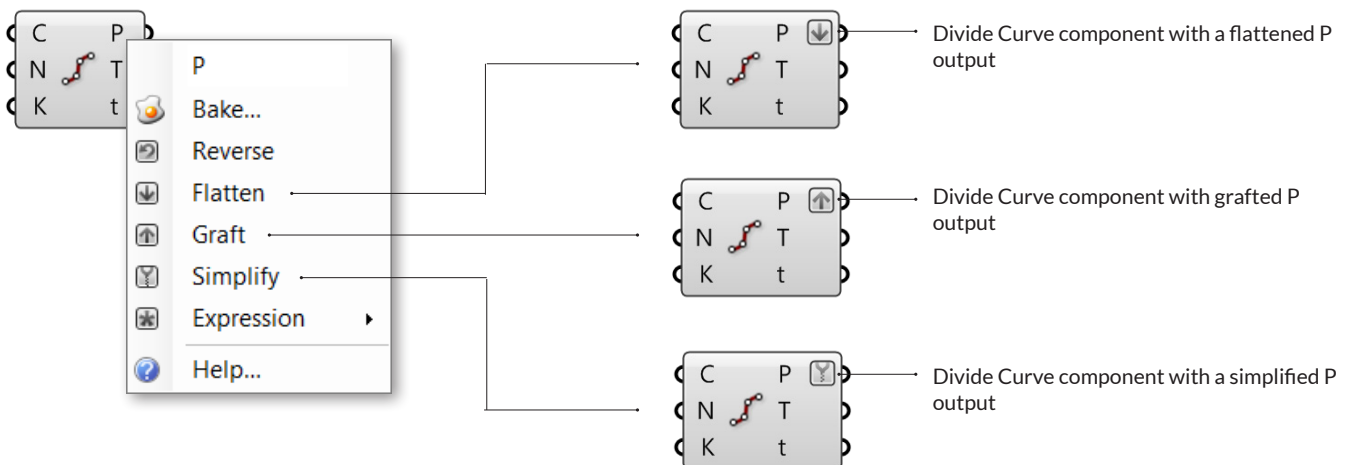 C P
N T
K t
P
Bake...
Reverse
Flatten
Graft
Simplify
Expression
Help...
C P
N T
K t
Divide Curve component with a flattened P
output
C P
N T
K t
Divide Curve component with grafted P
output
C P
N T
K t
Divide Curve component with a simplified P
output